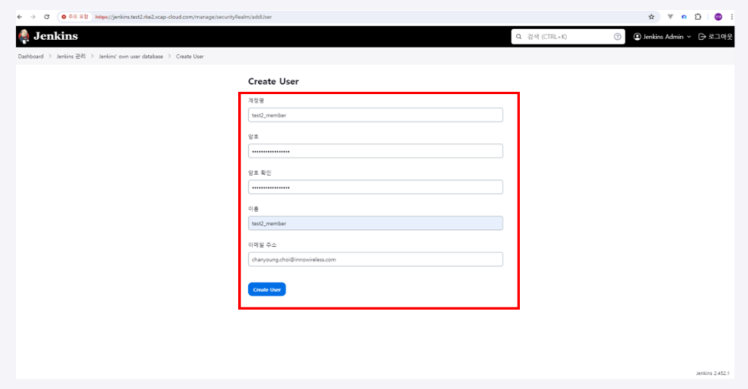 주의 요함 https://jenkins.test2.rke2.scap-cloud.com/manage/securityRealm/addUser
Jenkins
검색 (CTRL+K)
Jenkins Admin
로그아웃
Dashboard > Jenkins 관리 > Jenkins' own user database > Create User
Create User
계정명
test2_member
암호
•••••••••••••••••
암호 확인
•••••••••••••••••
이름
test2_member
이메일 주소
chanyoung.choi@innowireless.com
Create User
Jenkins 2.452.1